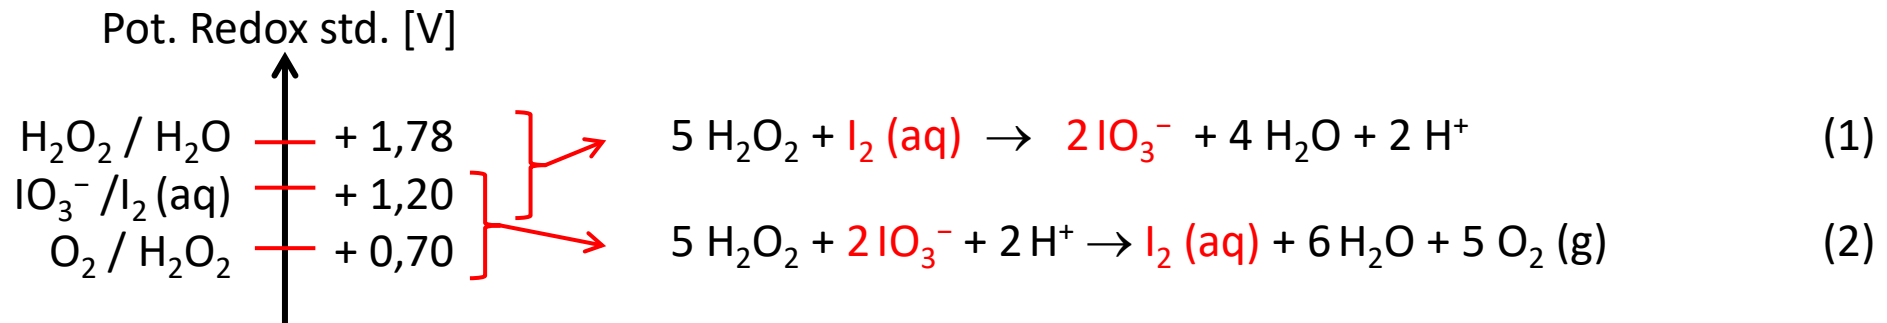 Pot. Redox std. [V]
H₂O₂ / H₂O + 1,78 5 H₂O₂ + I₂ (aq) → 2 IO₃⁻ + 4 H₂O + 2 H⁺ (1)
IO₃⁻ /I₂ (aq) + 1,20
O₂ / H₂O₂ + 0,70 5 H₂O₂ + 2 IO₃⁻ + 2 H⁺ → I₂ (aq) + 6 H₂O + 5 O₂ (g) (2)